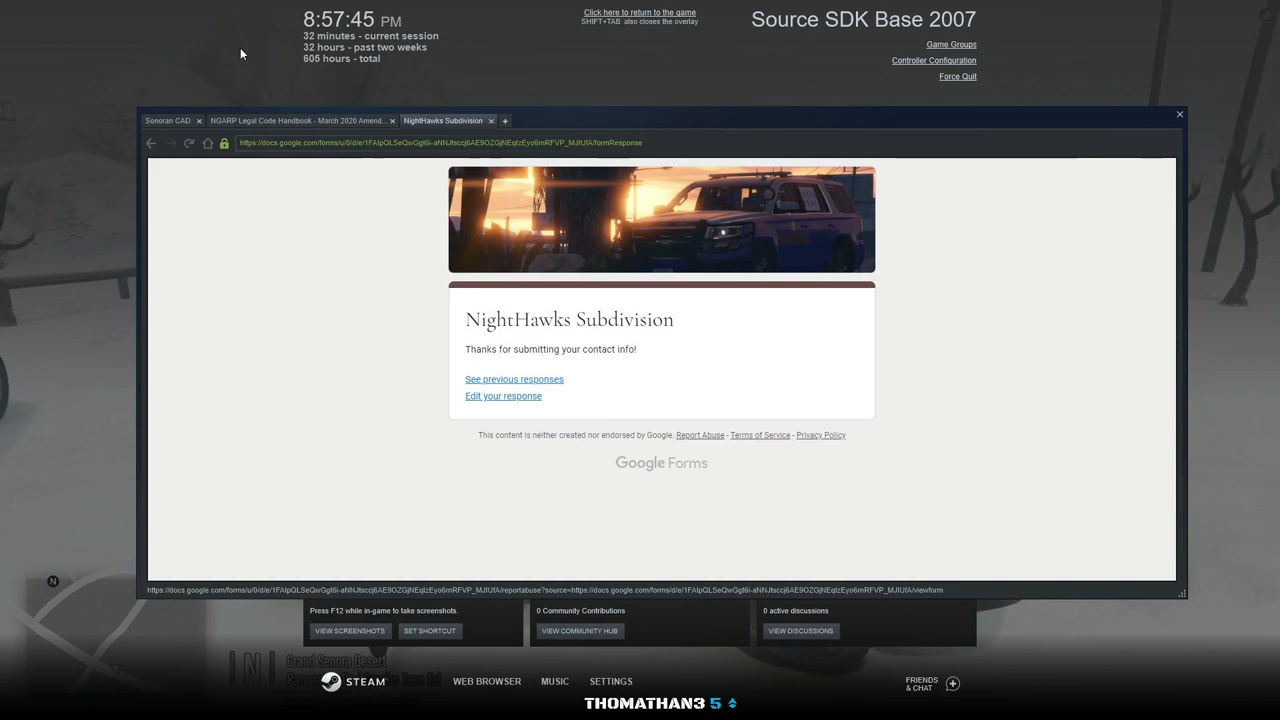 8:57:45 PM
32 minutes - current session
32 hours - past two weeks
605 hours - total
Click here to return to the game
SHIFT+TAB also closes the overlay
Source SDK Base 2007
Game Groups
Controller Configuration
Force Quit
Sonoran CAD
NGARP Legal Code Handbook - March 2020 Amend...
NightHawks Subdivision
NightHawks Subdivision
Thanks for submitting your contact info!
See previous responses
Edit your response
This content is neither created nor endorsed by Google. Report Abuse - Terms of Service - Privacy Policy
Google Forms
Press F12 while in-game to take screenshots.
VIEW SCREENSHOTS
SET SHORTCUT
0 Community Contributions
VIEW COMMUNITY HUB
0 active discussions
VIEW DISCUSSIONS
N
Grand Senora Desert
STEAM
WEB BROWSER
MUSIC
SETTINGS
FRIENDS
& CHAT
THOMATHAN3 5